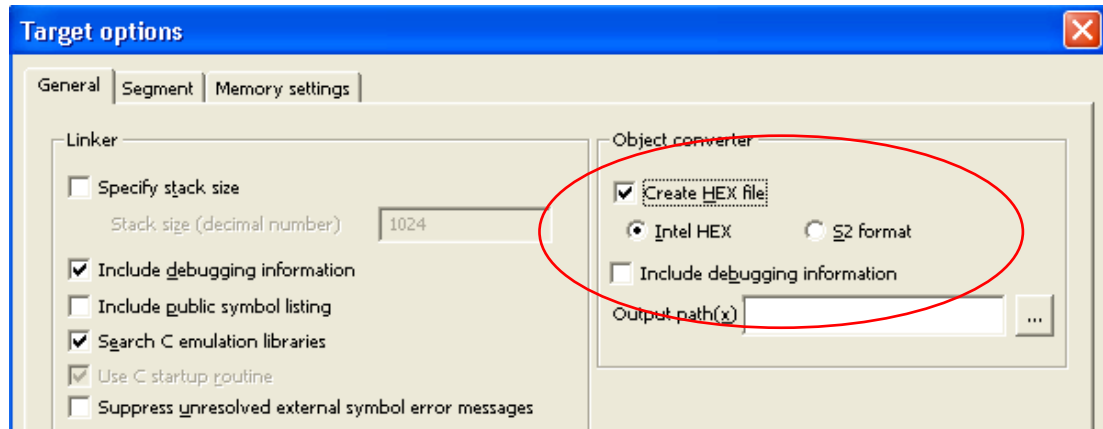 Target options
General Segment Memory settings
Linker
Specify stack size
Stack size (decimal number) 1024
Include debugging information
Include public symbol listing
Search C emulation libraries
Use C startup routine
Suppress unresolved external symbol error messages
Object converter
Create HEX file
Intel HEX S2 format
Include debugging information
Output path(x) ...